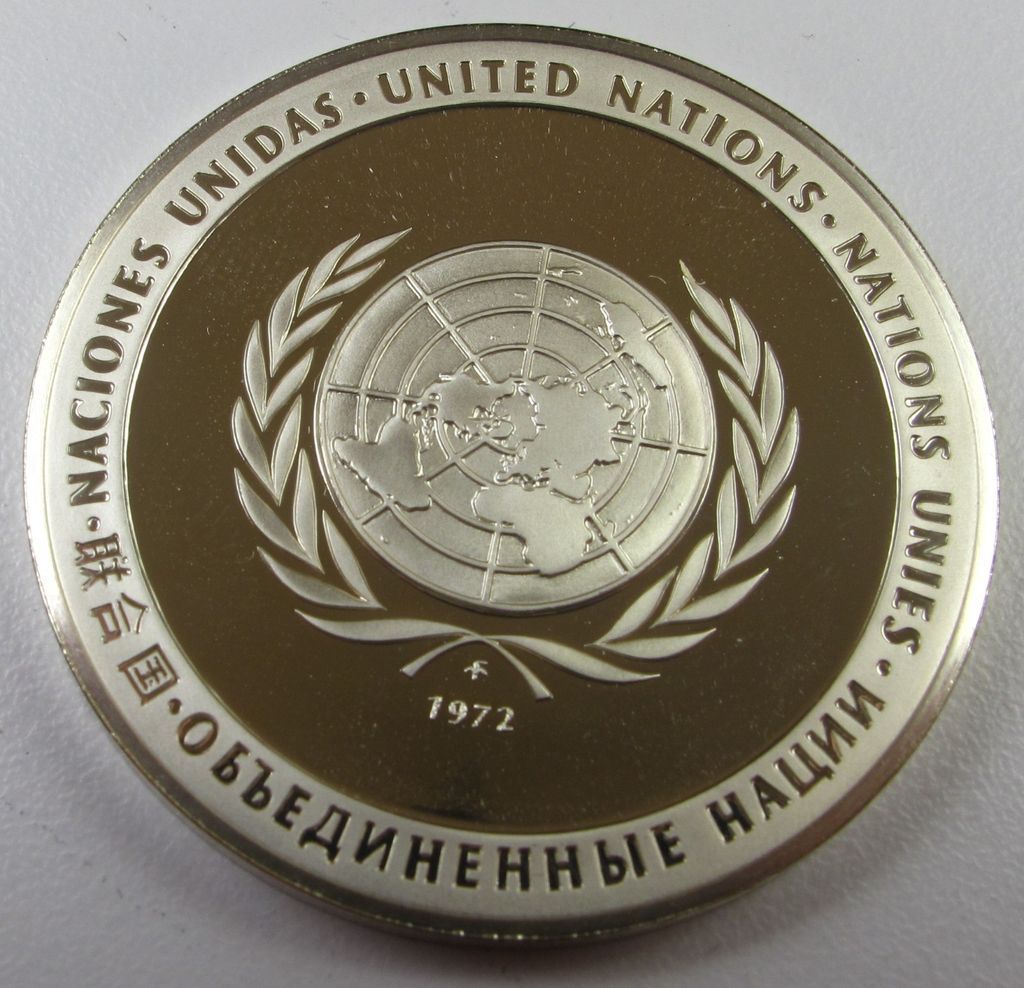 UNITED NATIONS · NATIONS UNIES · ОБЪЕДИНЕННЫЕ НАЦИИ · 联合国 · NACIONES UNIDAS ·
1972